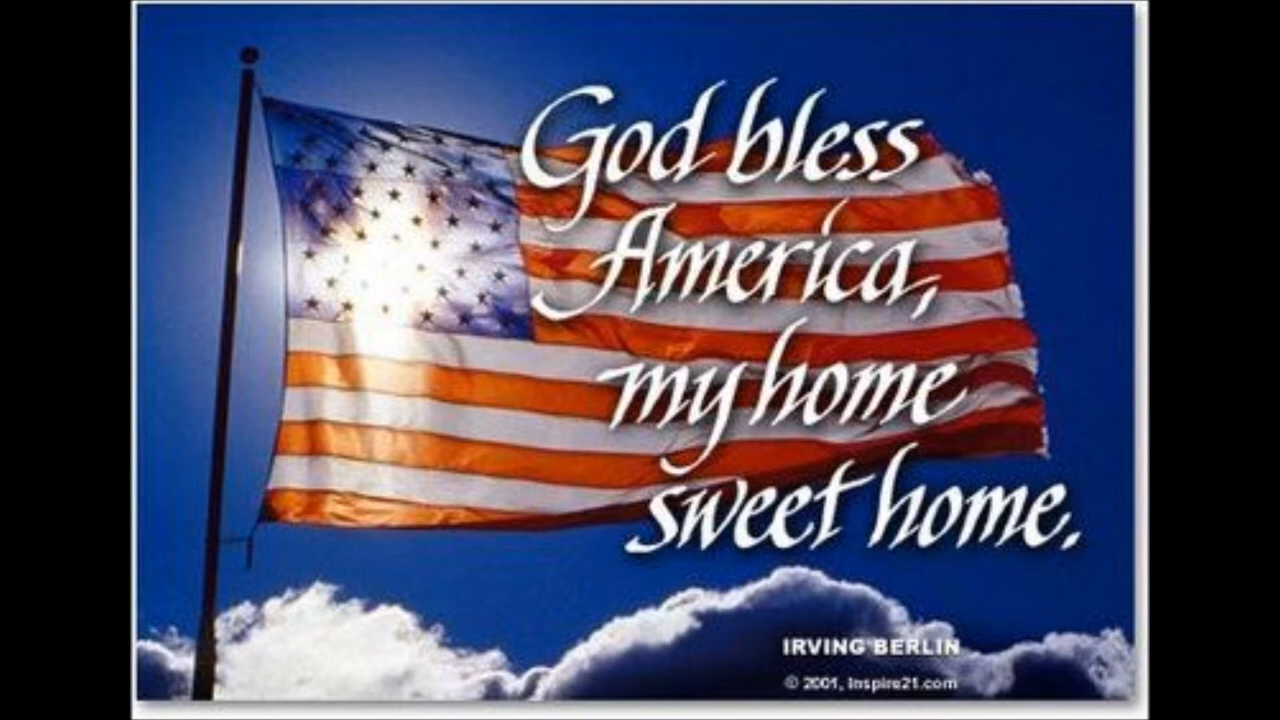 God bless
America,
my home
sweet home.
IRVING BERLIN
© 2001, Inspire21.com